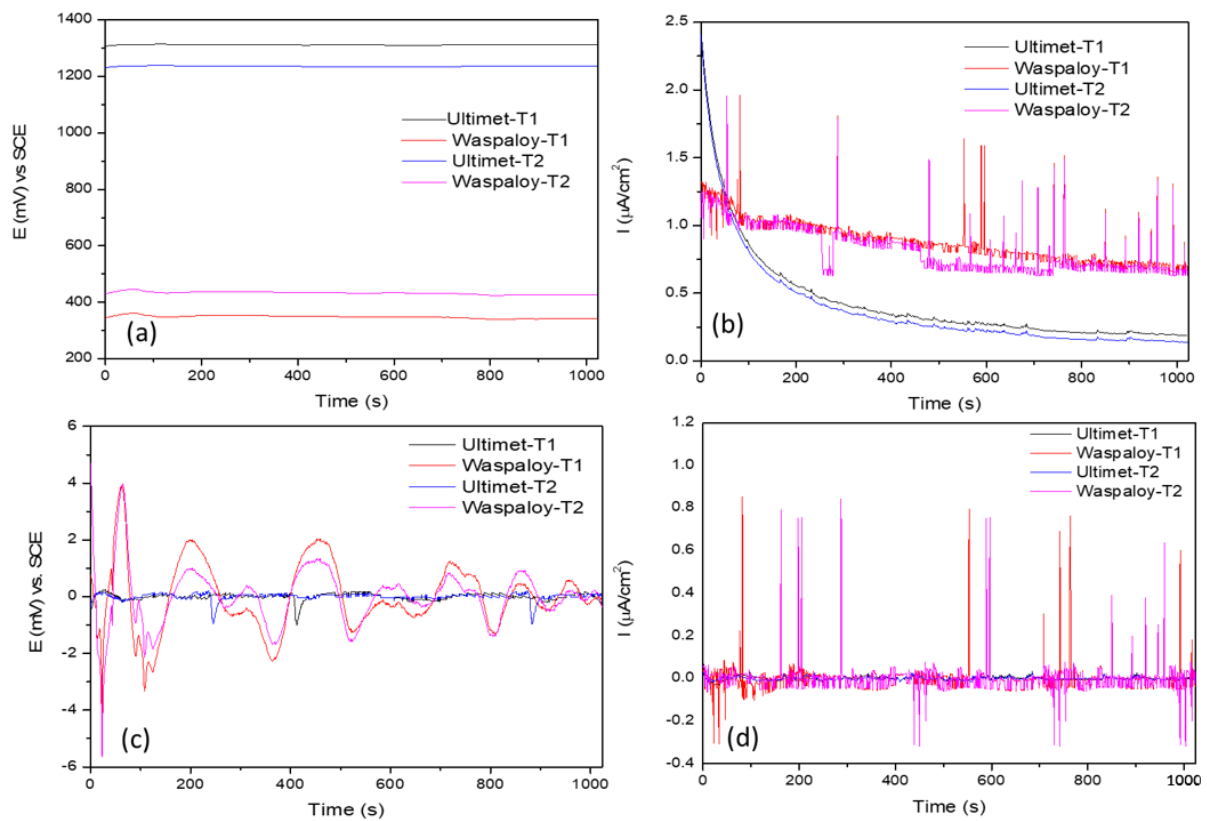 1400
1200
1000
800
600
400
200
E (mV) vs SCE
Ultimet-T1
Waspaloy-T1
Ultimet-T2
Waspaloy-T2
(a)
0 200 400 600 800 1000
Time (s)
2.5
2.0
1.5
1.0
0.5
0.0
I (µA/cm²)
Ultimet-T1
Waspaloy-T1
Ultimet-T2
Waspaloy-T2
(b)
0 200 400 600 800 1000
Time (s)
6
4
2
0
-2
-4
-6
E (mV) vs. SCE
Ultimet-T1
Waspaloy-T1
Ultimet-T2
Waspaloy-T2
(c)
0 200 400 600 800 1000
Time (s)
1.2
1.0
0.8
0.6
0.4
0.2
0.0
-0.2
-0.4
I (µA/cm²)
Ultimet-T1
Waspaloy-T1
Ultimet-T2
Waspaloy-T2
(d)
0 200 400 600 800 1000
Time (s)